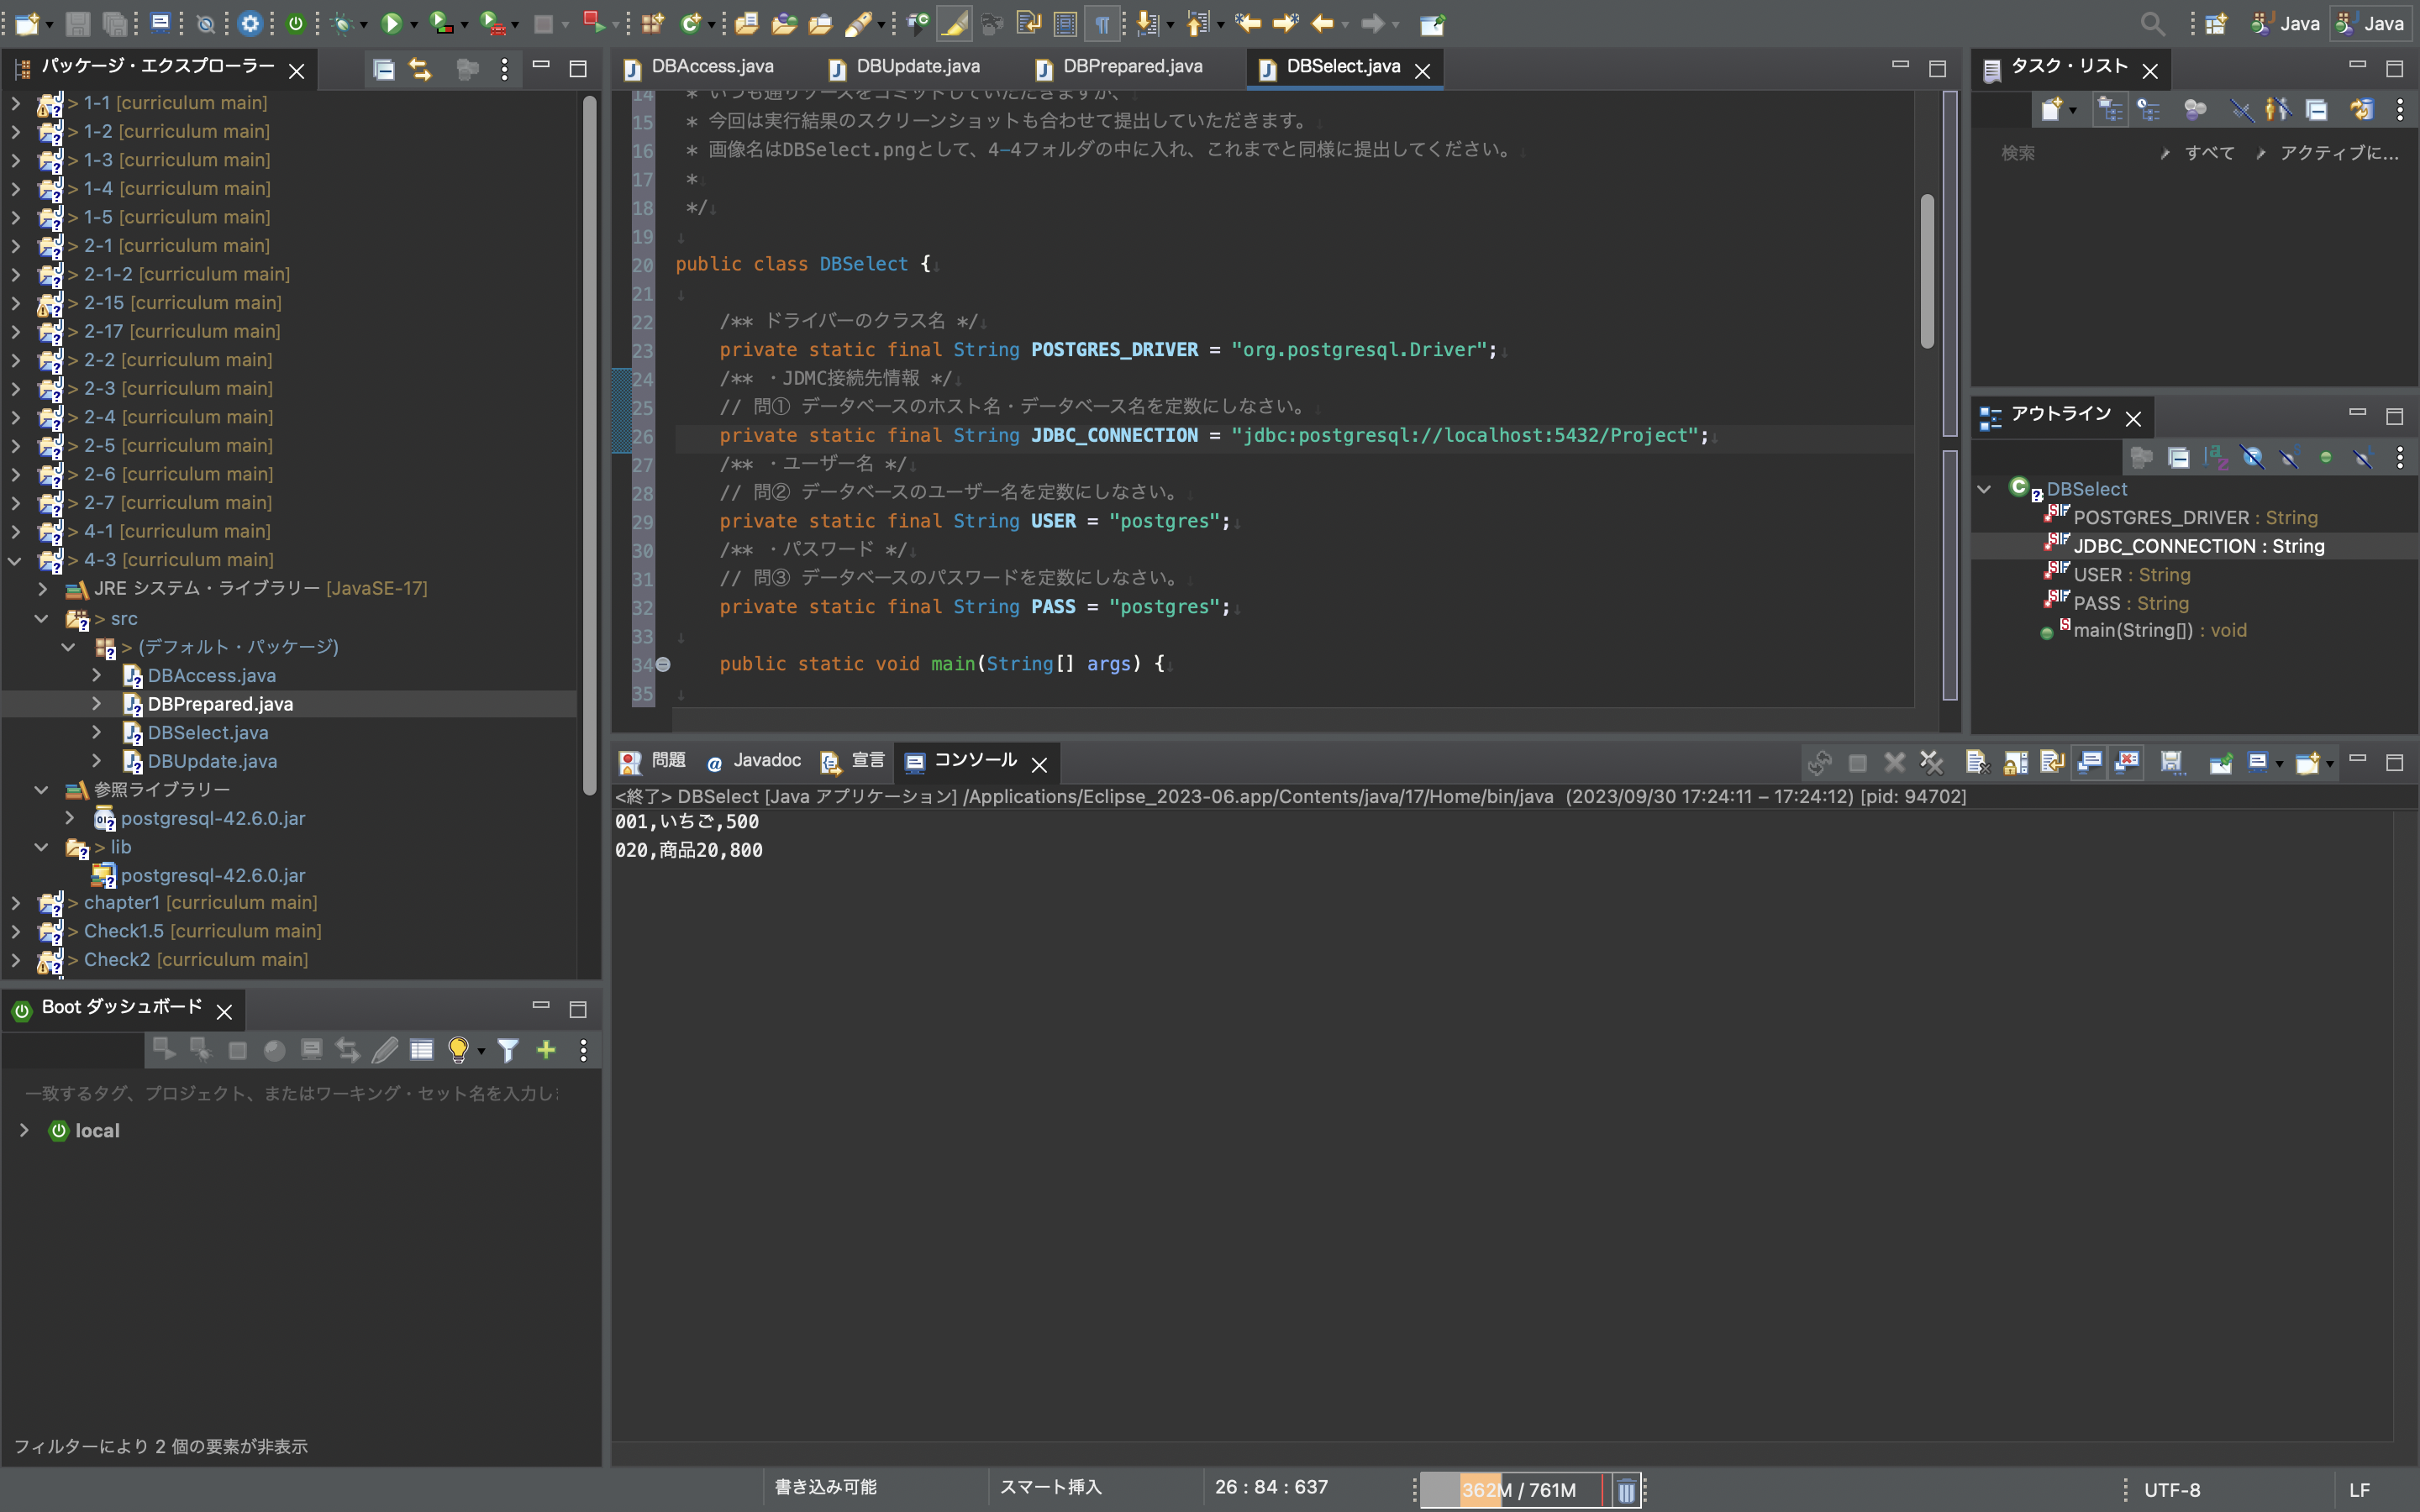 Java
Java
パッケージ・エクスプローラー
> 1-1 [curriculum main]
> 1-2 [curriculum main]
> 1-3 [curriculum main]
> 1-4 [curriculum main]
> 1-5 [curriculum main]
> 2-1 [curriculum main]
> 2-1-2 [curriculum main]
> 2-15 [curriculum main]
> 2-17 [curriculum main]
> 2-2 [curriculum main]
> 2-3 [curriculum main]
> 2-4 [curriculum main]
> 2-5 [curriculum main]
> 2-6 [curriculum main]
> 2-7 [curriculum main]
> 4-1 [curriculum main]
> 4-3 [curriculum main]
JRE システム・ライブラリー [JavaSE-17]
> src
> (デフォルト・パッケージ)
DBAccess.java
DBPrepared.java
DBSelect.java
DBUpdate.java
参照ライブラリー
postgresql-42.6.0.jar
> lib
postgresql-42.6.0.jar
> chapter1 [curriculum main]
> Check1.5 [curriculum main]
> Check2 [curriculum main]
Boot ダッシュボード
一致するタグ、プロジェクト、またはワーキング・セット名を入力し
local
フィルターにより 2 個の要素が非表示
DBAccess.java DBUpdate.java DBPrepared.java DBSelect.java
14 * いつも通りソースをコミットしていただきますが、
15 * 今回は実行結果のスクリーンショットも合わせて提出していただきます。
16 * 画像名はDBSelect.pngとして、4-4フォルダの中に入れ、これまでと同様に提出してください。
17 *
18 */
19
20 public class DBSelect {
21
22 /** ドライバーのクラス名 */
23 private static final String POSTGRES_DRIVER = "org.postgresql.Driver";
24 /** ・JDMC接続先情報 */
25 // 問① データベースのホスト名・データベース名を定数にしなさい。
26 private static final String JDBC_CONNECTION = "jdbc:postgresql://localhost:5432/Project";
27 /** ・ユーザー名 */
28 // 問② データベースのユーザー名を定数にしなさい。
29 private static final String USER = "postgres";
30 /** ・パスワード */
31 // 問③ データベースのパスワードを定数にしなさい。
32 private static final String PASS = "postgres";
33
34 public static void main(String[] args) {
35
問題 @ Javadoc 宣言 コンソール
<終了> DBSelect [Java アプリケーション] /Applications/Eclipse_2023-06.app/Contents/java/17/Home/bin/java (2023/09/30 17:24:11 – 17:24:12) [pid: 94702]
001,いちご,500
020,商品20,800
タスク・リスト
検索 すべて アクティブに...
アウトライン
DBSelect
POSTGRES_DRIVER : String
JDBC_CONNECTION : String
USER : String
PASS : String
main(String[]) : void
書き込み可能 スマート挿入 26 : 84 : 637 362M / 761M UTF-8 LF